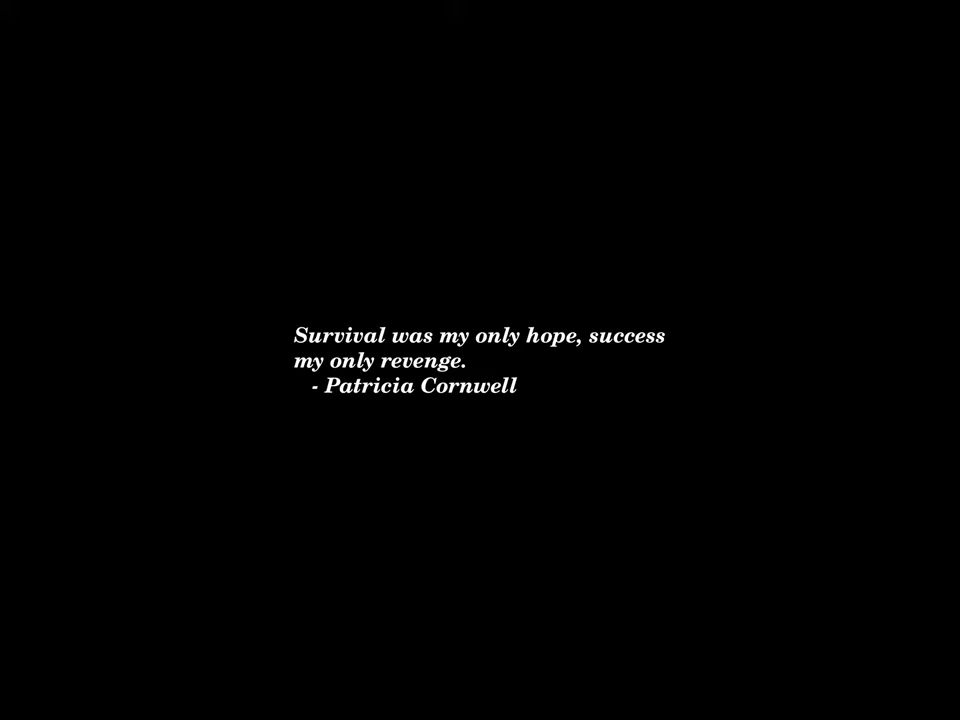 Survival was my only hope, success
my only revenge.
- Patricia Cornwell